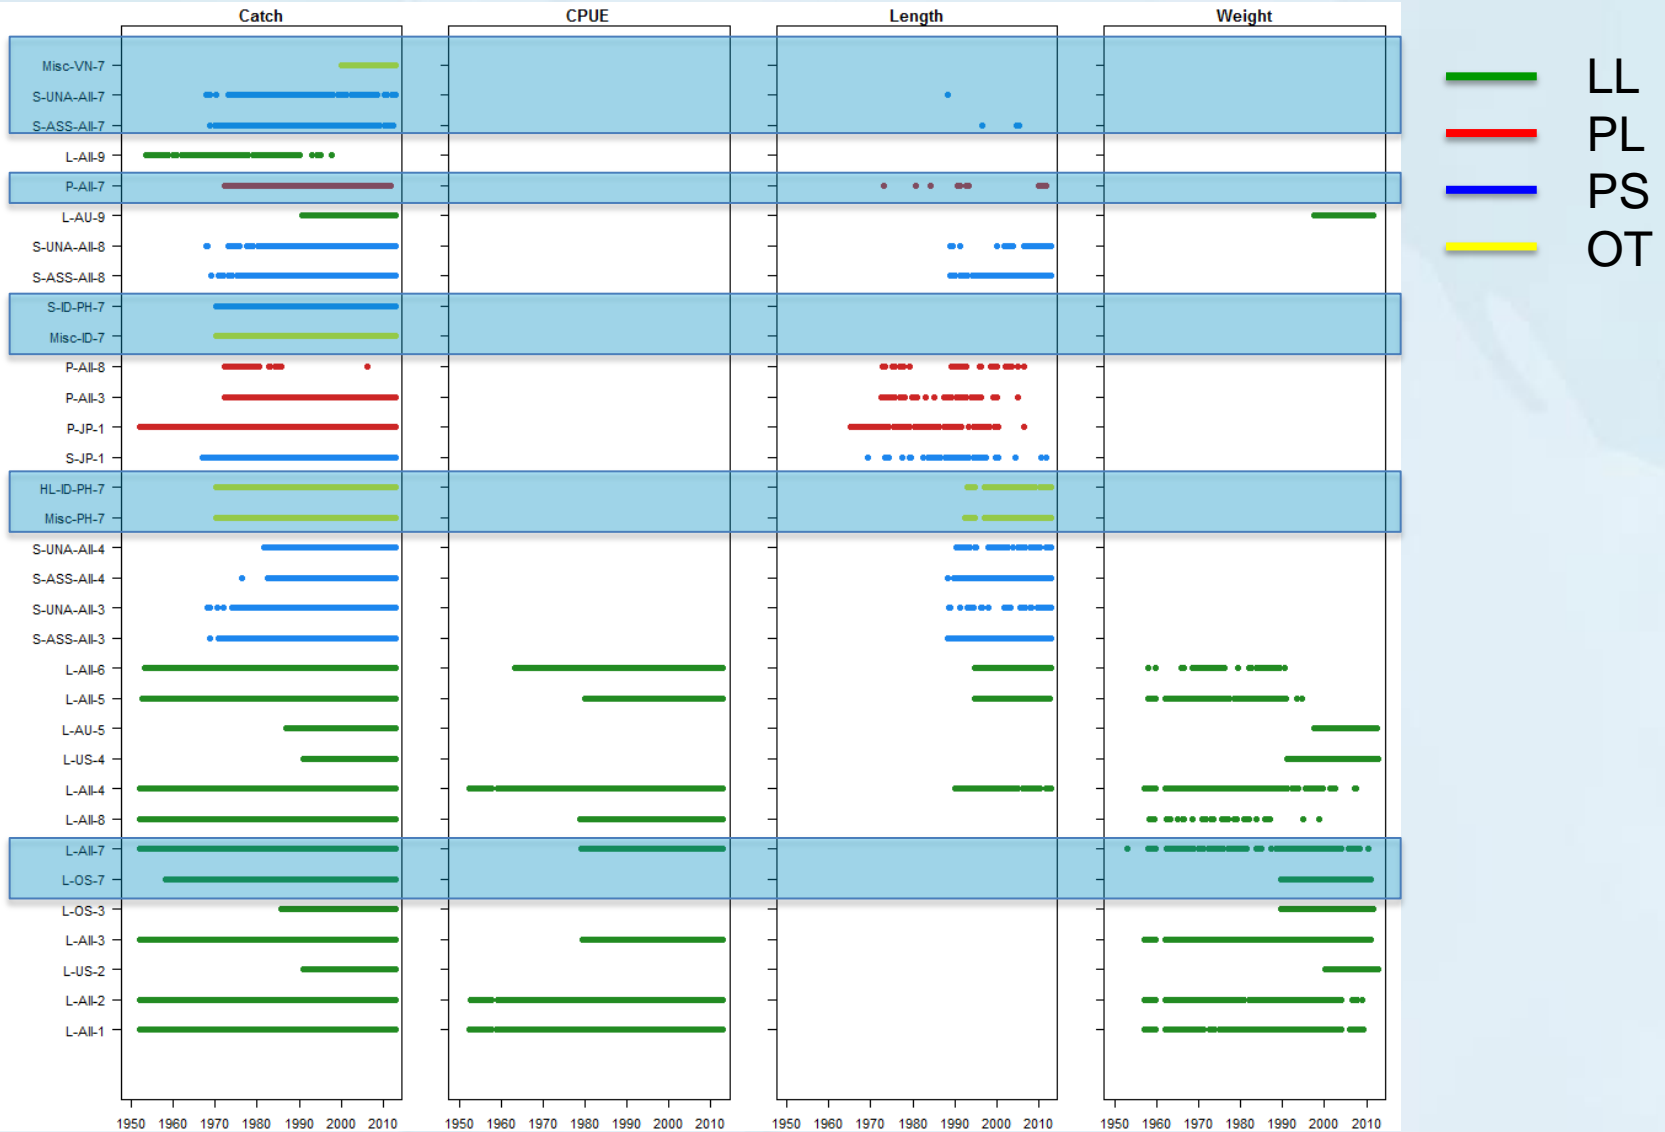 Catch CPUE Length Weight
Misc-VN-7
S-UNA-All-7
S-ASS-All-7
L-All-9
P-All-7
L-AU-9
S-UNA-All-8
S-ASS-All-8
S-ID-PH-7
Misc-ID-7
P-All-8
P-All-3
P-JP-1
S-JP-1
HL-ID-PH-7
Misc-PH-7
S-UNA-All-4
S-ASS-All-4
S-UNA-All-3
S-ASS-All-3
L-All-6
L-All-5
L-AU-5
L-US-4
L-All-4
L-All-8
L-All-7
L-OS-7
L-OS-3
L-All-3
L-US-2
L-All-2
L-All-1
1950 1960 1970 1980 1990 2000 2010 1950 1960 1970 1980 1990 2000 2010 1950 1960 1970 1980 1990 2000 2010 1950 1960 1970 1980 1990 2000 2010
LL
PL
PS
OT